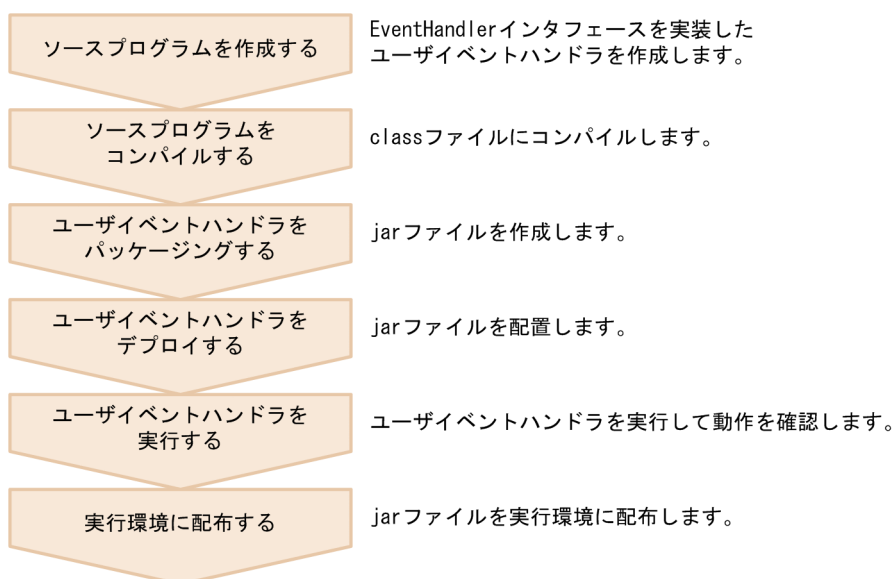 ソースプログラムを作成する
EventHandlerインタフェースを実装した
ユーザイベントハンドラを作成します。
ソースプログラムを
コンパイルする
classファイルにコンパイルします。
ユーザイベントハンドラを
パッケージングする
jarファイルを作成します。
ユーザイベントハンドラを
デプロイする
jarファイルを配置します。
ユーザイベントハンドラを
実行する
ユーザイベントハンドラを実行して動作を確認します。
実行環境に配布する
jarファイルを実行環境に配布します。